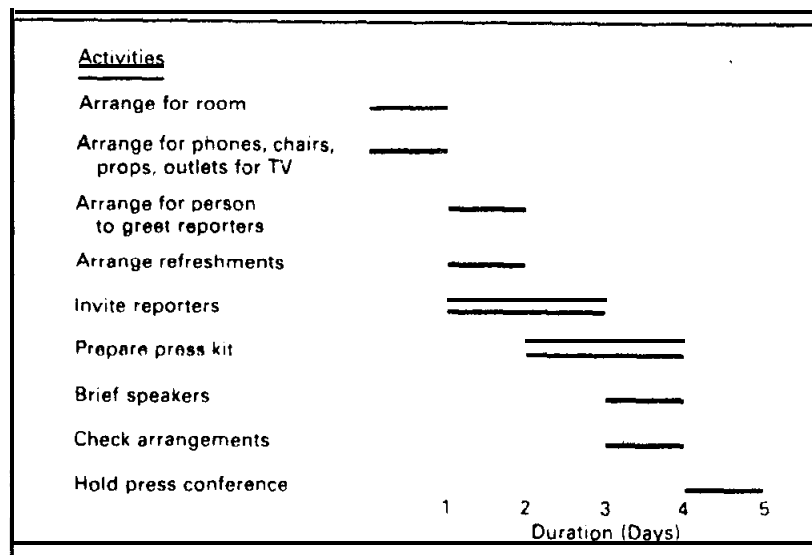 Activities
Arrange for room
Arrange for phones, chairs,
props, outlets for TV
Arrange for person
to greet reporters
Arrange refreshments
Invite reporters
Prepare press kit
Brief speakers
Check arrangements
Hold press conference
1 2 3 4 5
Duration (Days)